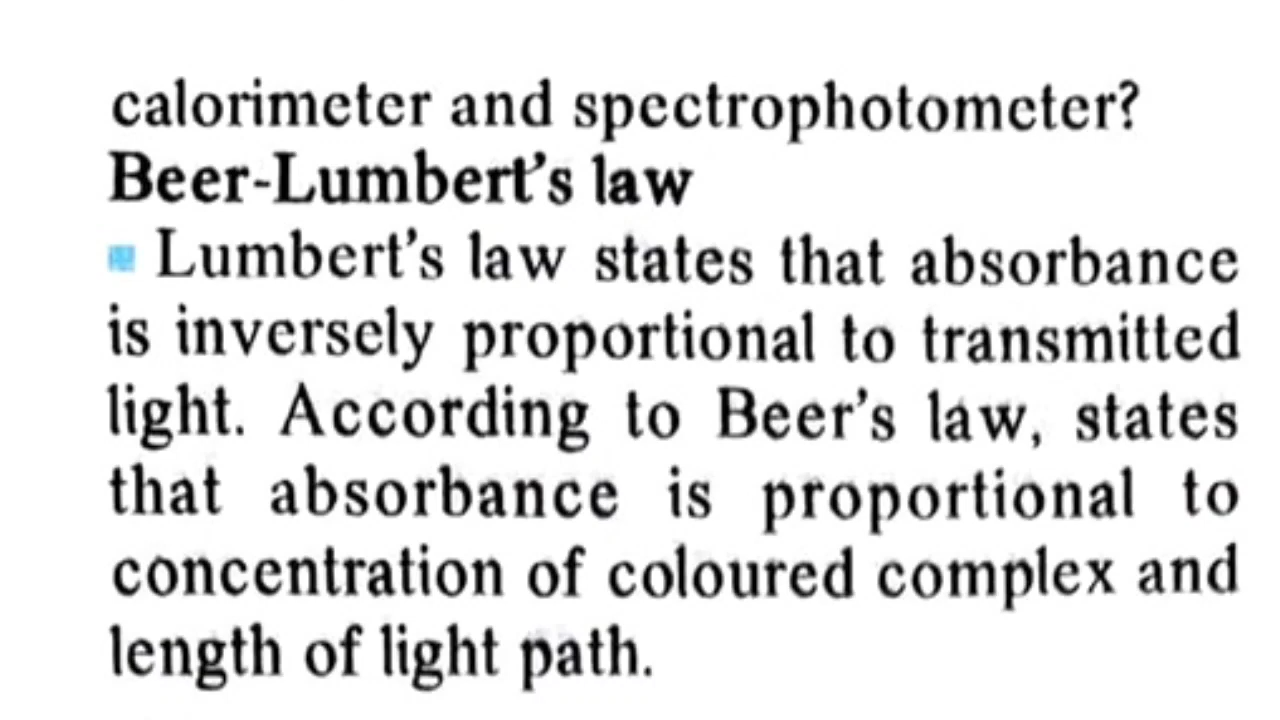 calorimeter and spectrophotometer?
Beer-Lumbert's law
Lumbert's law states that absorbance
is inversely proportional to transmitted
light. According to Beer's law, states
that absorbance is proportional to
concentration of coloured complex and
length of light path.